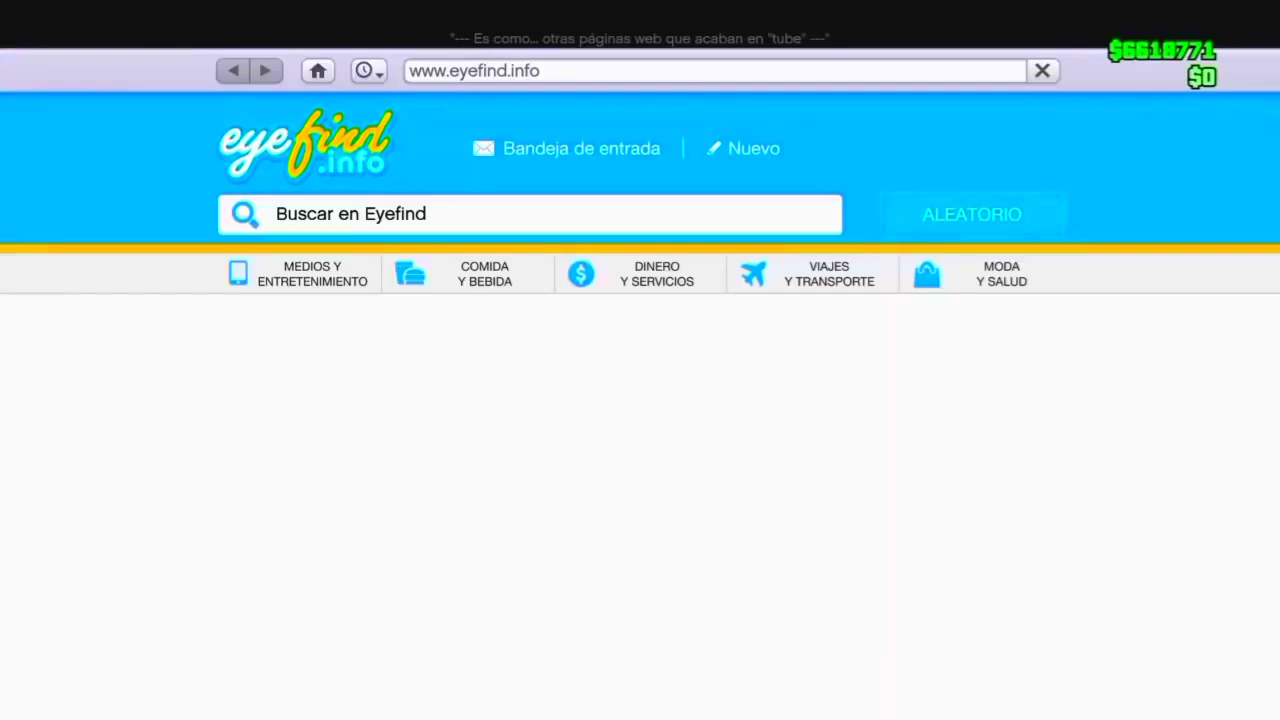 "--- Es como... otras páginas web que acaban en "tube" ---"
$6618771
www.eyefind.info
$0
eyefind
.info
Bandeja de entrada
Nuevo
Buscar en Eyefind
ALEATORIO
MEDIOS Y
ENTRETENIMIENTO
COMIDA
Y BEBIDA
DINERO
Y SERVICIOS
VIAJES
Y TRANSPORTE
MODA
Y SALUD